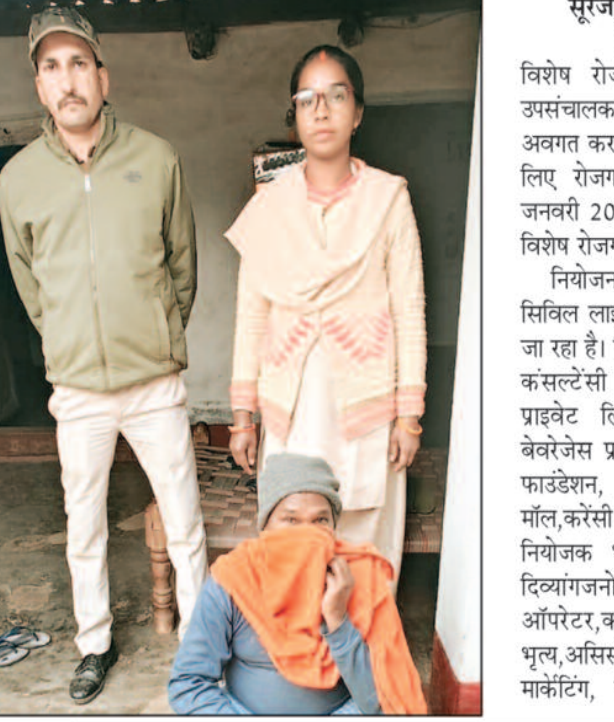 सूरज
विशेष रोज
उपसंचालक
अवगत कर
लिए रोजग
जनवरी 20
विशेष रोजग
नियोजन
सिविल लाइ
जा रहा है।
कंसल्टेंसी
प्राइवेट लि
बेवरेजेस प्र
फाउंडेशन,
मॉल,करेंसी
नियोजक
दिव्यांगजनो
ऑपरेटर,क
भृत्य,असिस
मार्केटिंग,